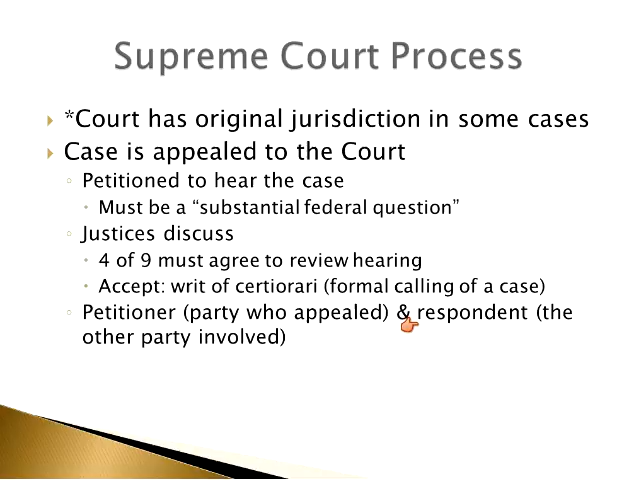 Supreme Court Process
*Court has original jurisdiction in some cases
Case is appealed to the Court
Petitioned to hear the case
Must be a “substantial federal question”
Justices discuss
4 of 9 must agree to review hearing
Accept: writ of certiorari (formal calling of a case)
Petitioner (party who appealed) & respondent (the
other party involved)